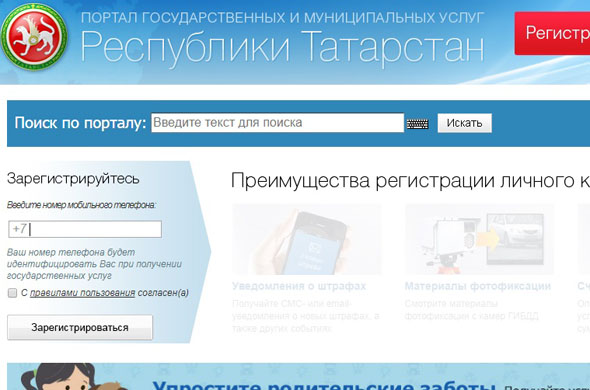 ПОРТАЛ ГОСУДАРСТВЕННЫХ И МУНИЦИПАЛЬНЫХ УСЛУГ
Республики Татарстан
Регистр
Поиск по порталу: Введите текст для поиска Искать
Зарегистрируйтесь
Введите номер мобильного телефона:
+7
Ваш номер телефона будет
идентифицировать Вас при получении
государственных услуг
С правилами пользования согласен(а)
Зарегистрироваться
Преимущества регистрации личного к
Уведомления о штрафах
Получайте СМС- или email-
уведомления о новых штрафах, а
также других событиях
Материалы фотофиксации
Смотрите материалы
фотофиксации с камер ГИБДД
Упростите родительские заботы